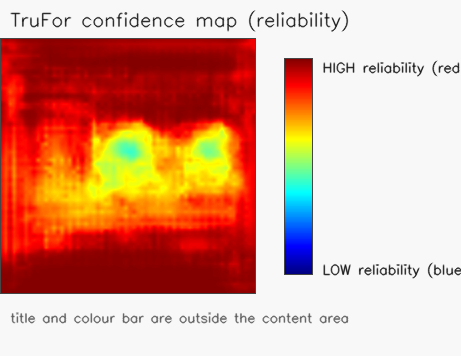 TruFor confidence map (reliability)
HIGH reliability (red
LOW reliability (blue
title and colour bar are outside the content area